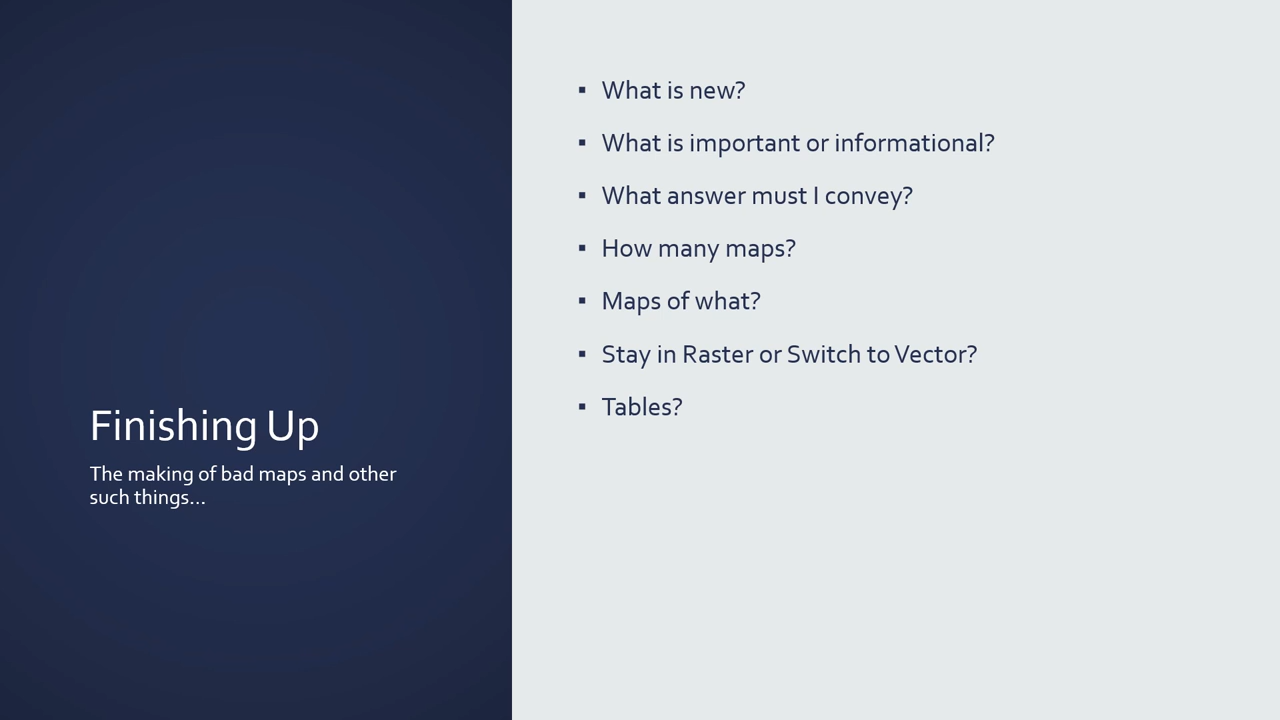 Finishing Up
The making of bad maps and other
such things...
▪ What is new?
▪ What is important or informational?
▪ What answer must I convey?
▪ How many maps?
▪ Maps of what?
▪ Stay in Raster or Switch to Vector?
▪ Tables?